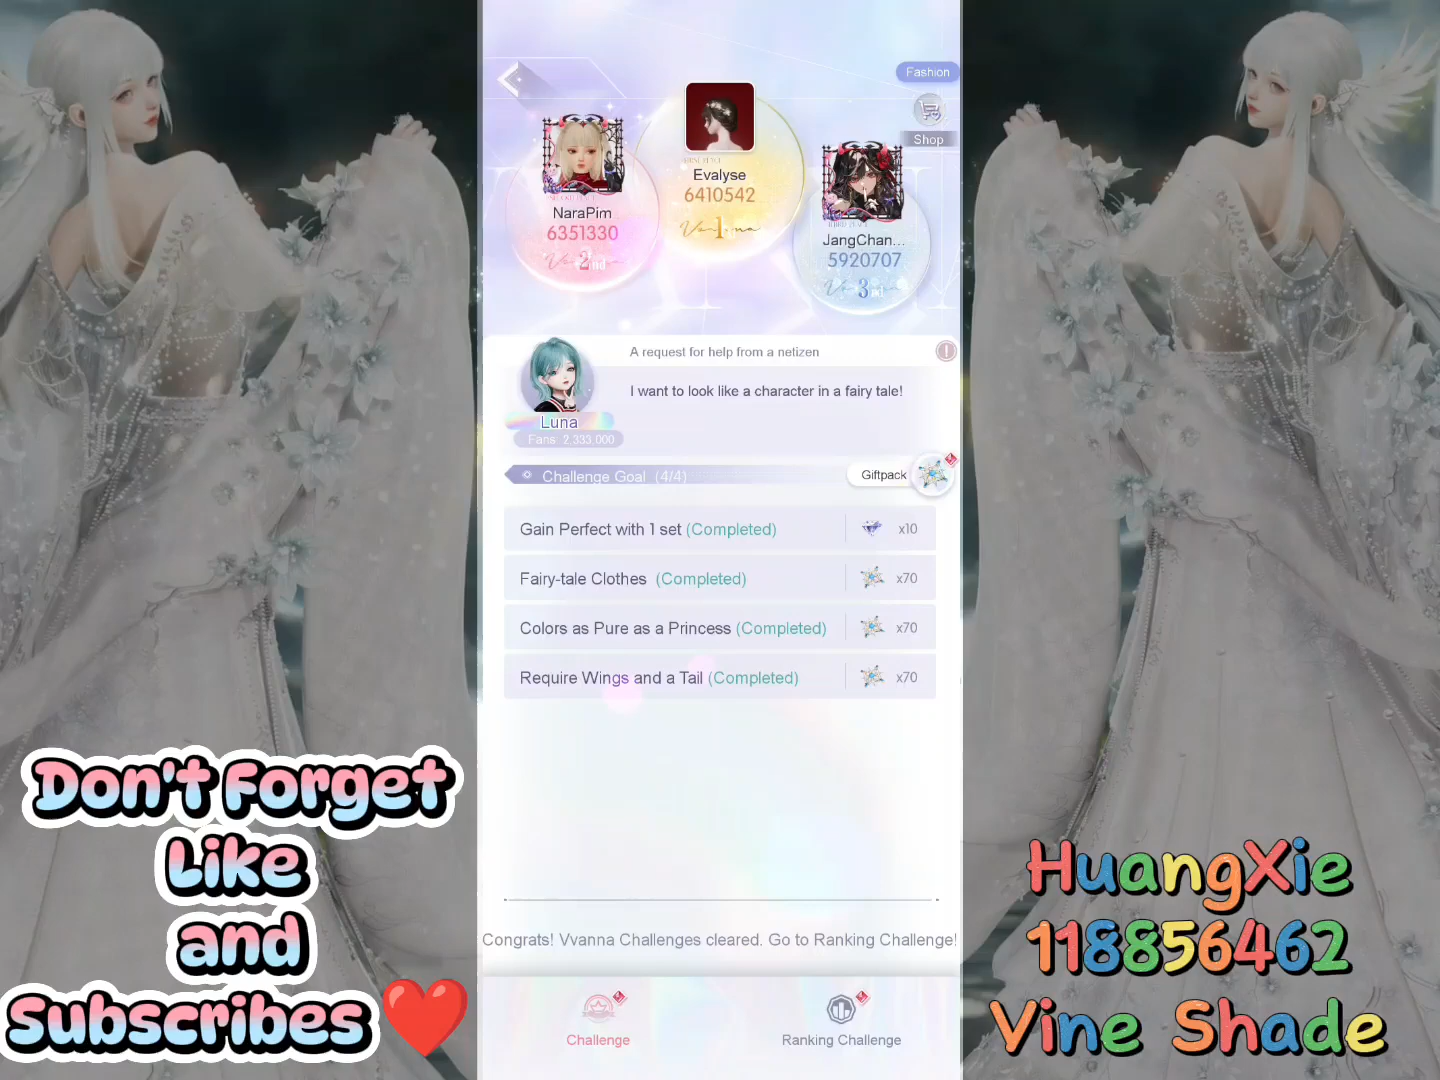 Fashion
Shop
Evalyse
6410542
1
NaraPim
6351330
2nd
JangChan...
5920707
3rd
A request for help from a netizen
I want to look like a character in a fairy tale!
Luna
Fans 2,333,000
Challenge Goal (4/4)
Giftpack
Gain Perfect with 1 set (Completed)
x10
Fairy-tale Clothes (Completed)
x70
Colors as Pure as a Princess (Completed)
x70
Require Wings and a Tail (Completed)
x70
Congrats! Vvanna Challenges cleared. Go to Ranking Challenge!
Challenge
Ranking Challenge
Don't Forget
Like
and
Subscribes
HuangXie
118856462
Vine Shade